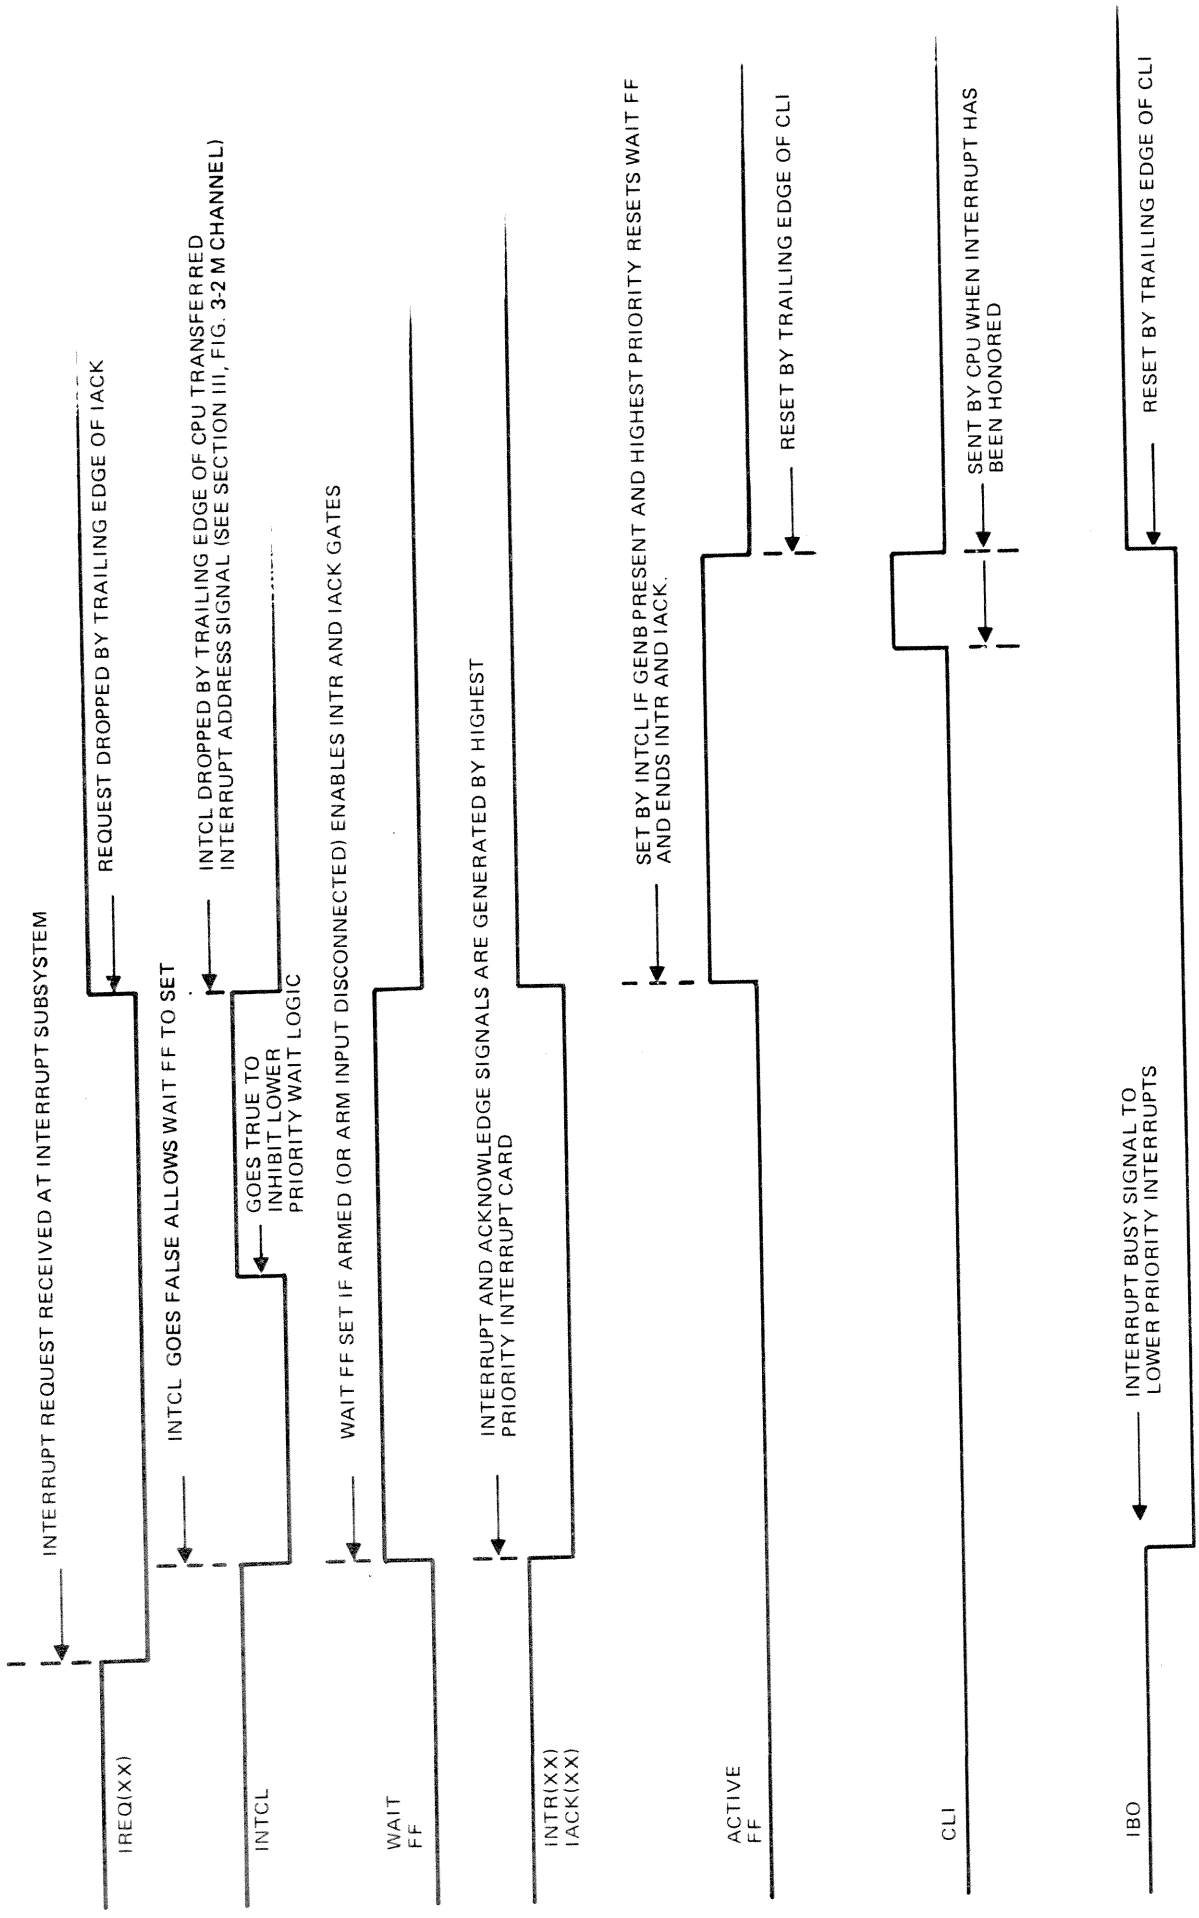 IREQ(XX)
INTERRUPT REQUEST RECEIVED AT INTERRUPT SUBSYSTEM
REQUEST DROPPED BY TRAILING EDGE OF IACK
INTCL
INTCL GOES FALSE ALLOWS WAIT FF TO SET
GOES TRUE TO
INHIBIT LOWER
PRIORITY WAIT LOGIC
INTCL DROPPED BY TRAILING EDGE OF CPU TRANSFERRED
INTERRUPT ADDRESS SIGNAL (SEE SECTION III, FIG. 3-2 M CHANNEL)
WAIT
FF
WAIT FF SET IF ARMED (OR ARM INPUT DISCONNECTED) ENABLES INTR AND IACK GATES
INTR(XX)
IACK(XX)
INTERRUPT AND ACKNOWLEDGE SIGNALS ARE GENERATED BY HIGHEST
PRIORITY INTERRUPT CARD
ACTIVE
FF
SET BY INTCL IF GENB PRESENT AND HIGHEST PRIORITY RESETS WAIT FF
AND ENDS INTR AND IACK.
RESET BY TRAILING EDGE OF CLI
CLI
SENT BY CPU WHEN INTERRUPT HAS
BEEN HONORED
IBO
INTERRUPT BUSY SIGNAL TO
LOWER PRIORITY INTERRUPTS
RESET BY TRAILING EDGE OF CLI